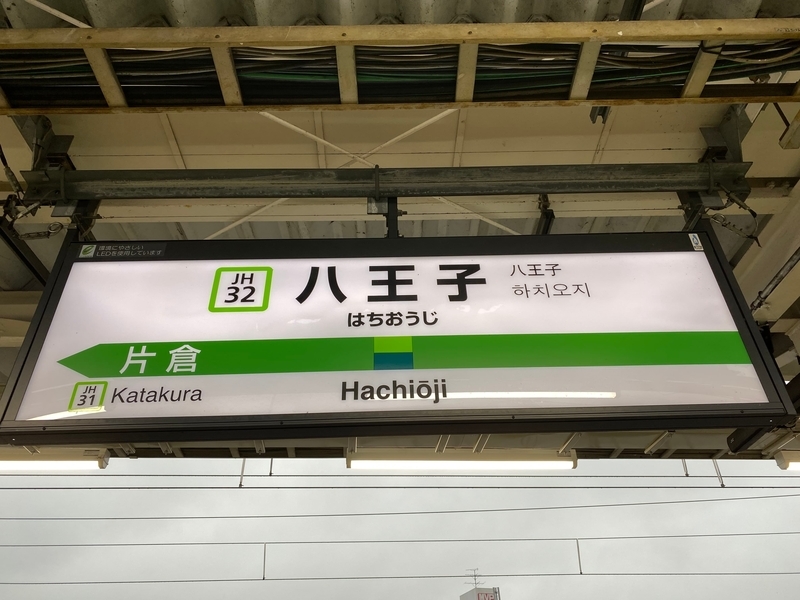 環境にやさしい
LEDを使用しています
JH
32
八王子
八王子
하치오지
はちおうじ
片倉
JH
31
Katakura
Hachiōji